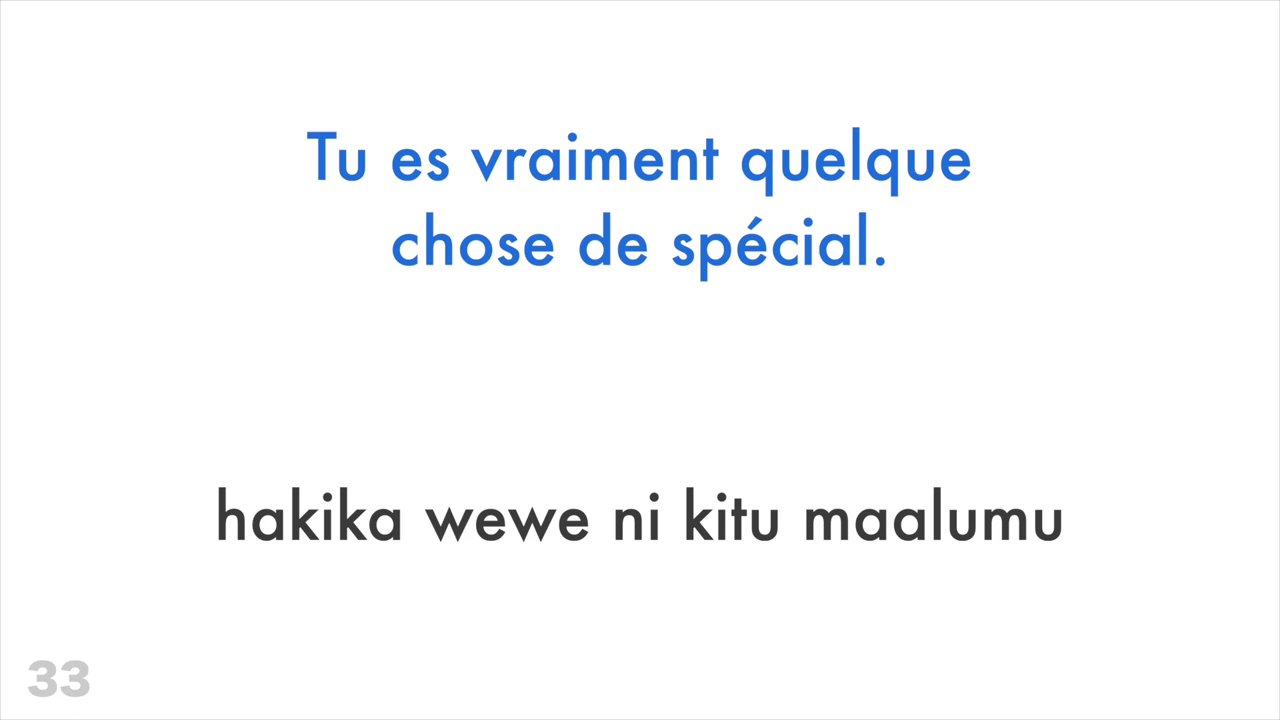 Tu es vraiment quelque
chose de spécial.
hakika wewe ni kitu maalumu
33